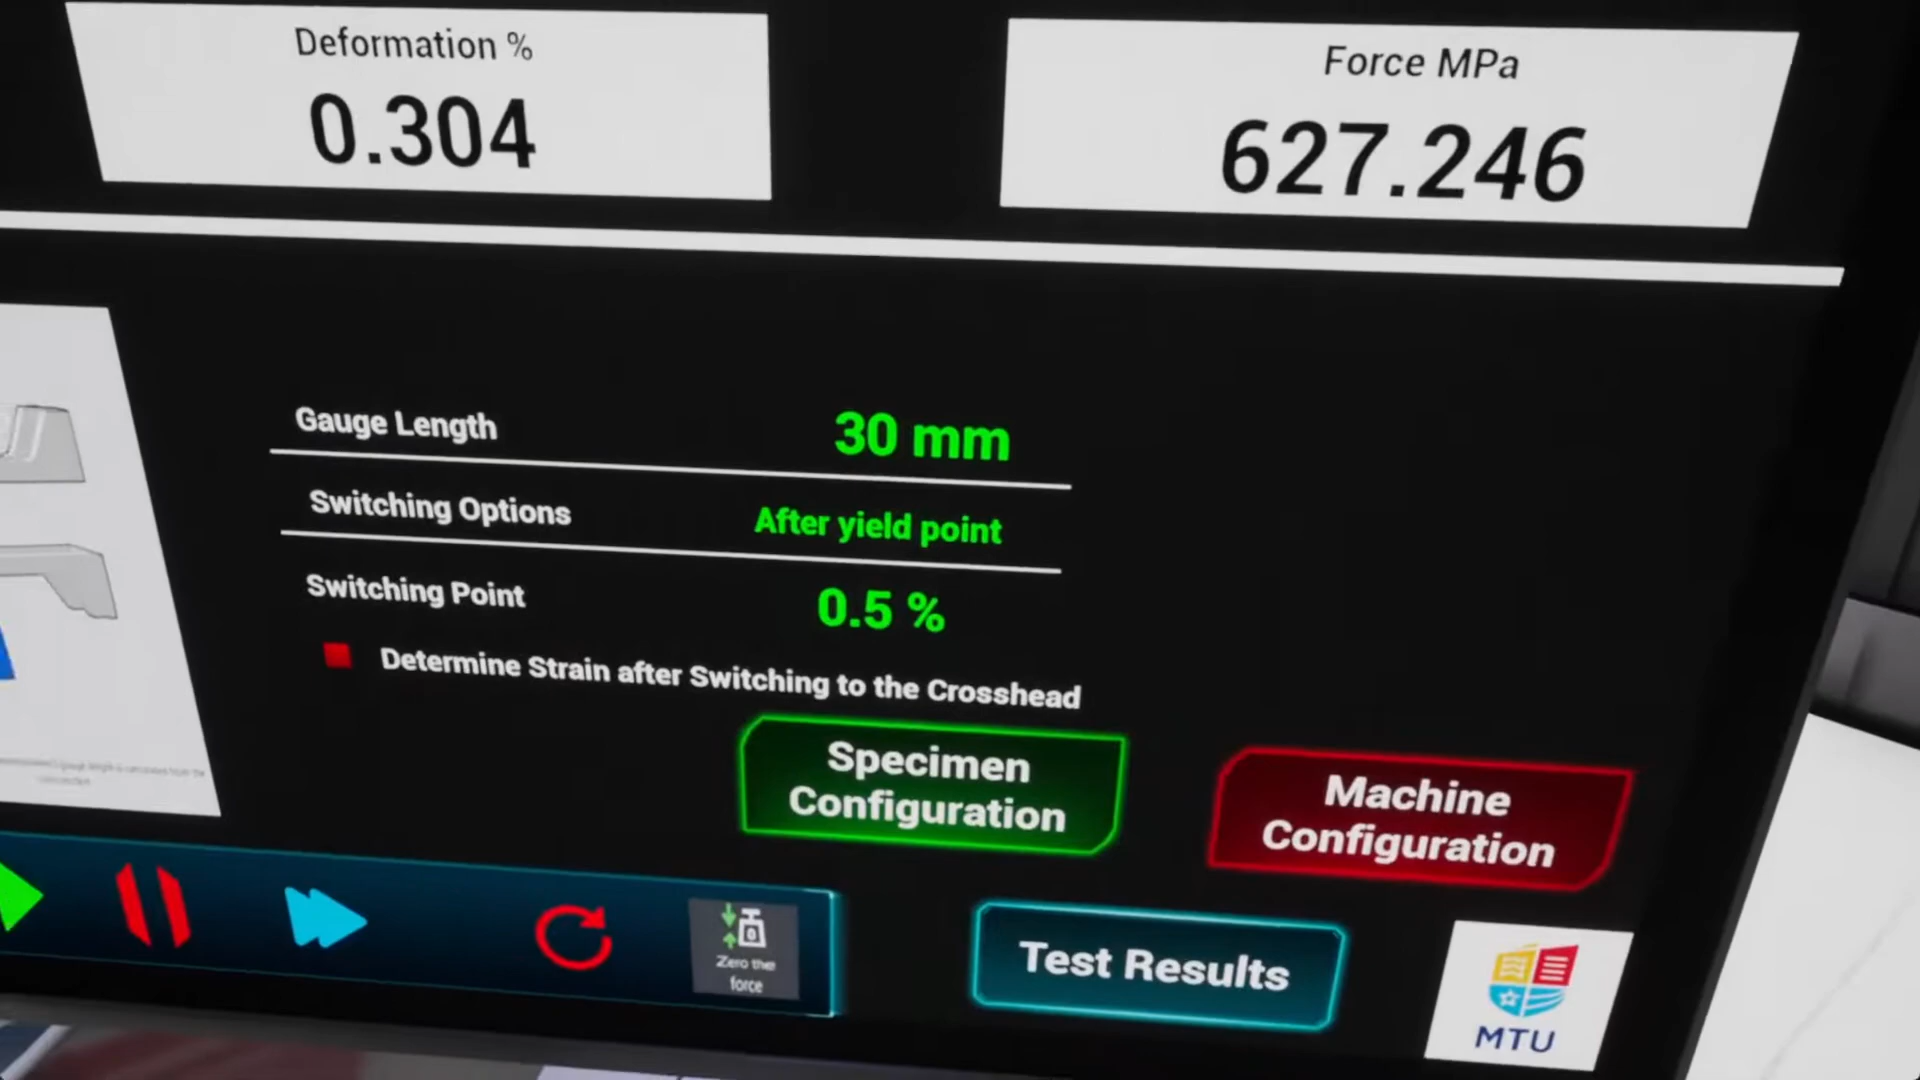 Deformation %
0.304
Force MPa
627.246
Gauge Length
30 mm
Switching Options
After yield point
Switching Point
0.5 %
Determine Strain after Switching to the Crosshead
Specimen
Configuration
Machine
Configuration
Zero the
force
Test Results
MTU